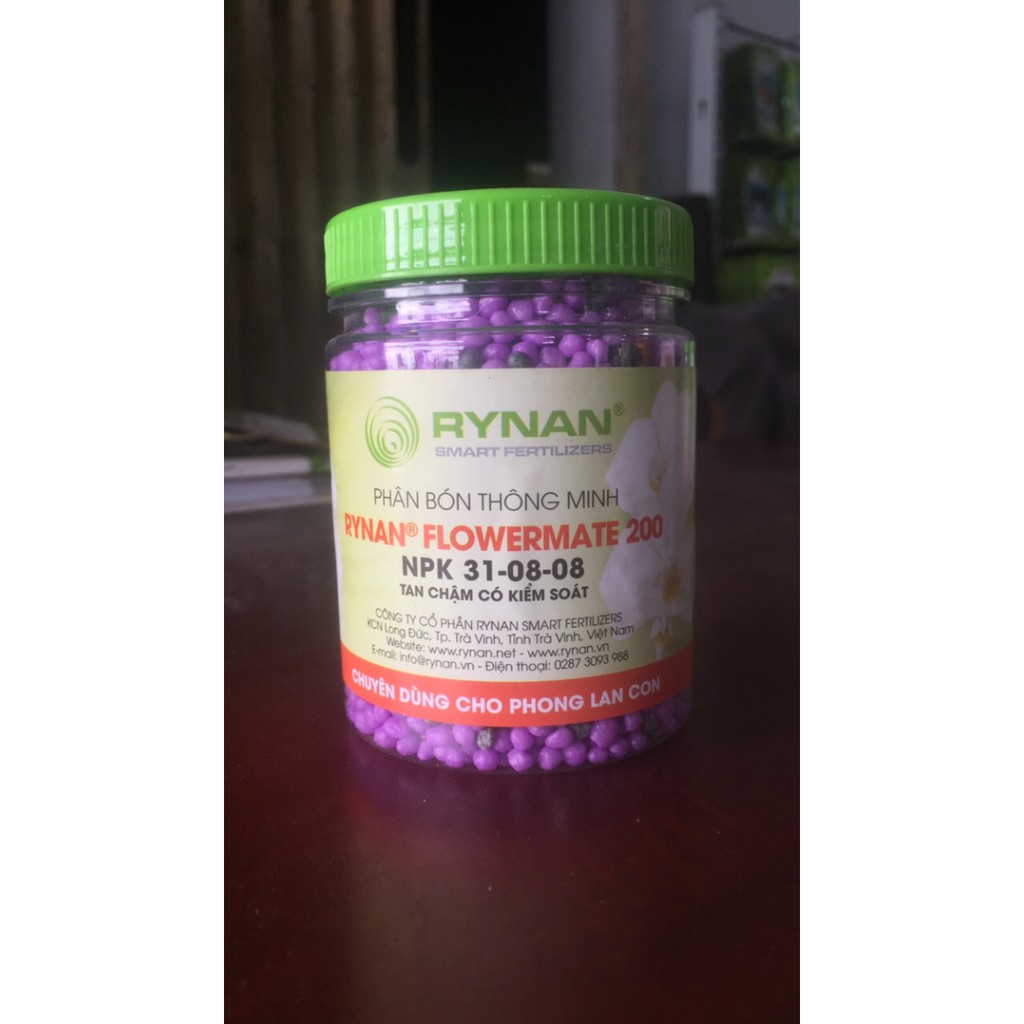 RYNAN®
SMART FERTILIZERS
PHÂN BÓN THÔNG MINH
RYNAN® FLOWERMATE 200
NPK 31-08-08
TAN CHẬM CÓ KIỂM SOÁT
CÔNG TY CỔ PHẦN RYNAN SMART FERTILIZERS
KCN Long Đức, Tp. Trà Vinh, Tỉnh Trà Vinh, Việt Nam
Website: www.rynan.net - www.rynan.vn
E-mail: info@rynan.vn - Điện thoại: 0287 3093 988
CHUYÊN DÙNG CHO PHONG LAN CON